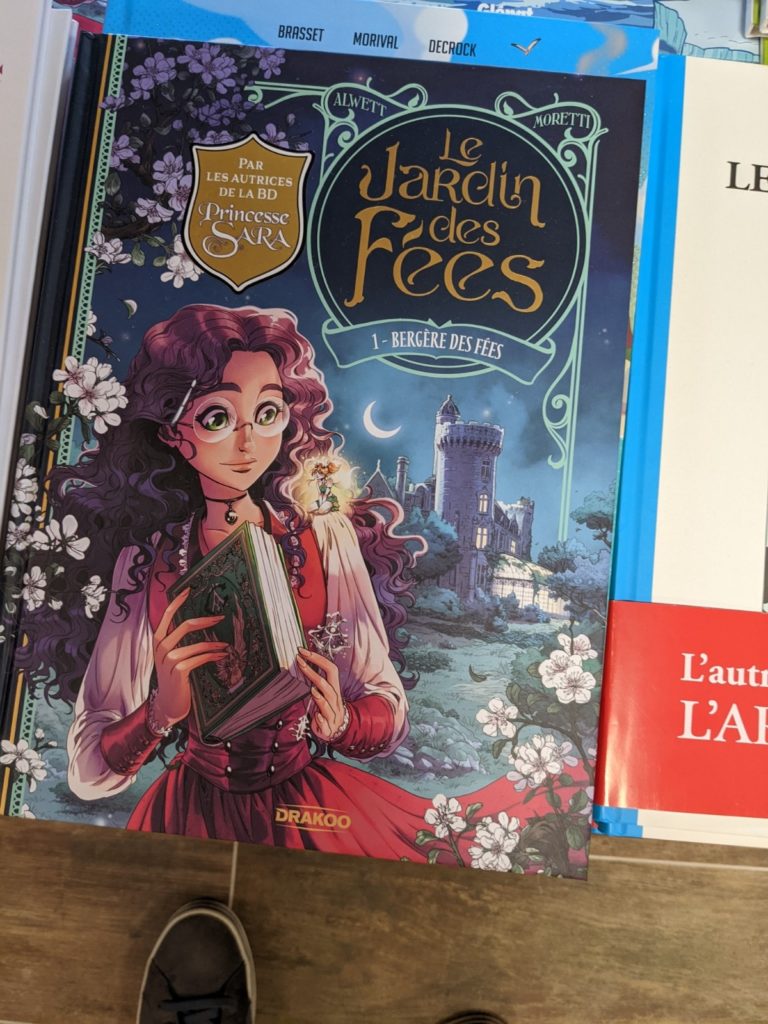 Glénat
BRASSET MORIVAL DECROCK
ALWETT
MORETTI
PAR
LES AUTRICES
DE LA BD
Princesse
SARA
Le
Jardin
des
Fées
1 - BERGÈRE DES FÉES
DRAKOO
LE
L'autr
L'A